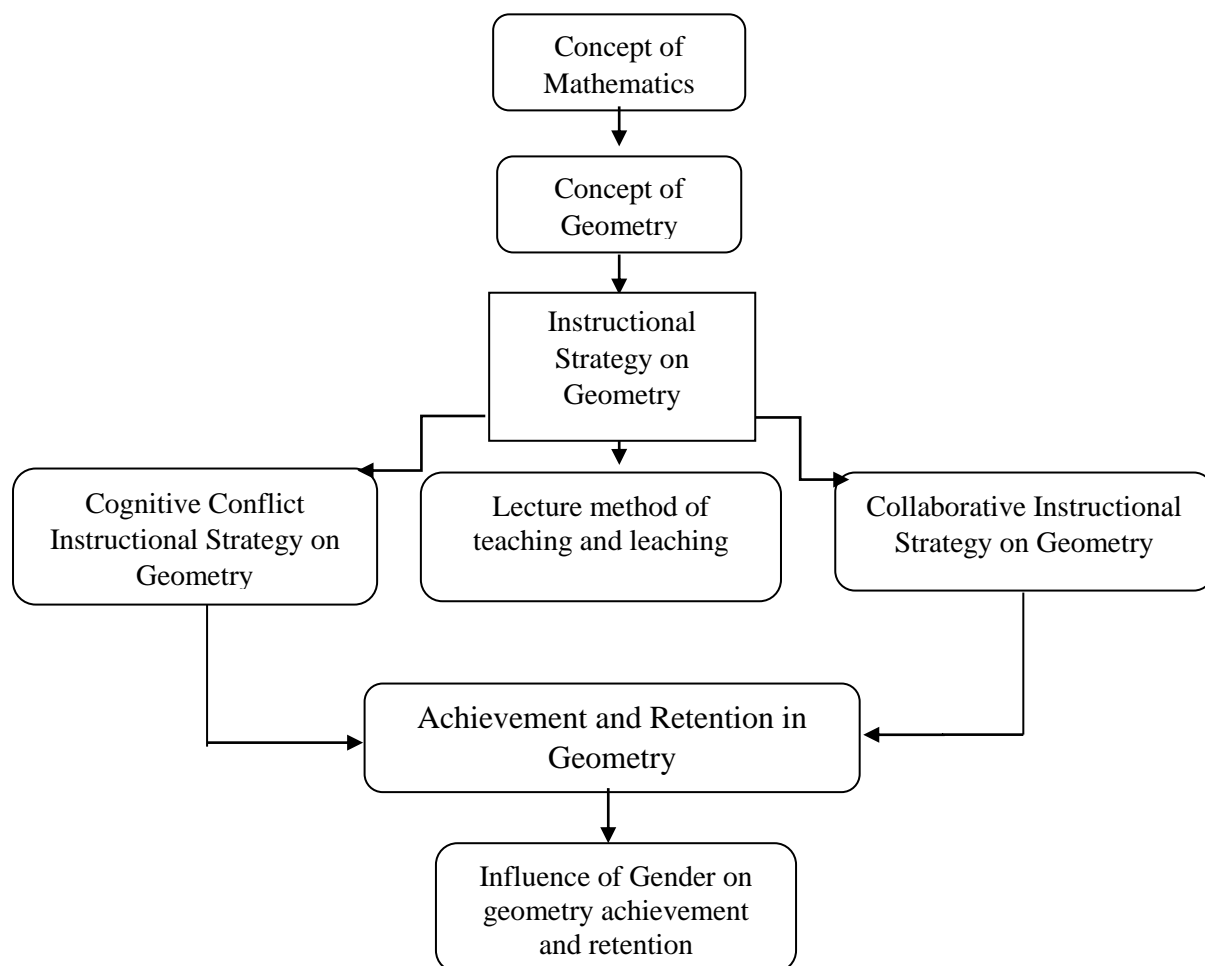 Concept of
Mathematics
Concept of
Geometry
Instructional
Strategy on
Geometry
Cognitive Conflict
Instructional Strategy on
Geometry
Lecture method of
teaching and leaching
Collaborative Instructional
Strategy on Geometry
Achievement and Retention in
Geometry
Influence of Gender on
geometry achievement
and retention